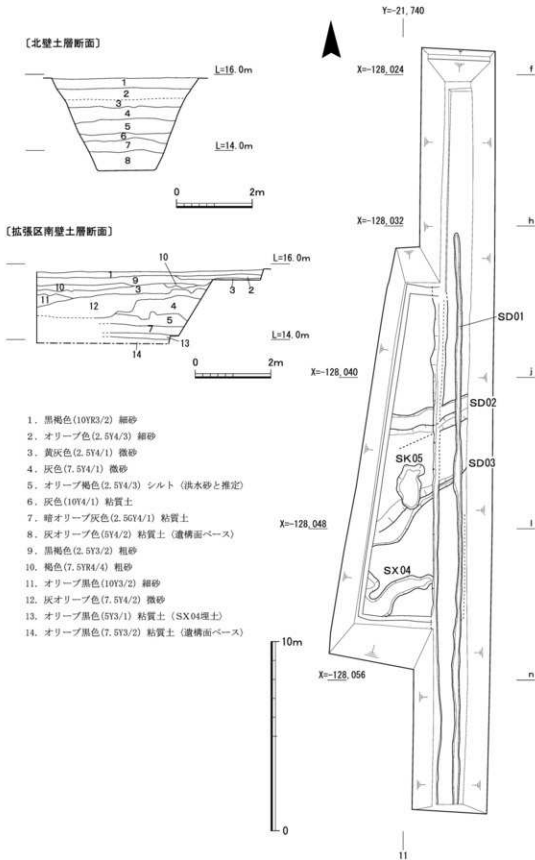 〔北壁土層断面〕
L=16.0m
1
2
3
4
5
6
7
8
L=14.0m
0
2m
〔拡張区南壁土層断面〕
L=16.0m
1
9
10
10
3
11
12
4
5
7
3
2
L=14.0m
13
14
0
2m
1. 黒褐色(10YR3/2) 細砂
2. オリーブ色(2.5Y4/3) 細砂
3. 黄灰色(2.5Y4/1) 微砂
4. 灰色(7.5Y4/1) 微砂
5. オリーブ褐色(2.5Y4/3) シルト (洪水砂と推定)
6. 灰色(10Y4/1) 粘質土
7. 暗オリーブ灰色(2.5GY4/1) 粘質土
8. 灰オリーブ色(5Y4/2) 粘質土 (遺構面ベース)
9. 黒褐色(2.5Y3/2) 粗砂
10. 褐色(7.5YR4/4) 粗砂
11. オリーブ黒色(10Y3/2) 細砂
12. 灰オリーブ色(7.5Y4/2) 微砂
13. オリーブ黒色(5Y3/1) 粘質土 (SX04埋土)
14. オリーブ黒色(7.5Y3/2) 粘質土 (遺構面ベース)
10m
0
Y=-21,740
X=-128,024
f
X=-128,032
h
SD01
X=-128,040
j
SD02
SK05
SD03
X=-128,048
l
SX04
X=-128,056
n
11